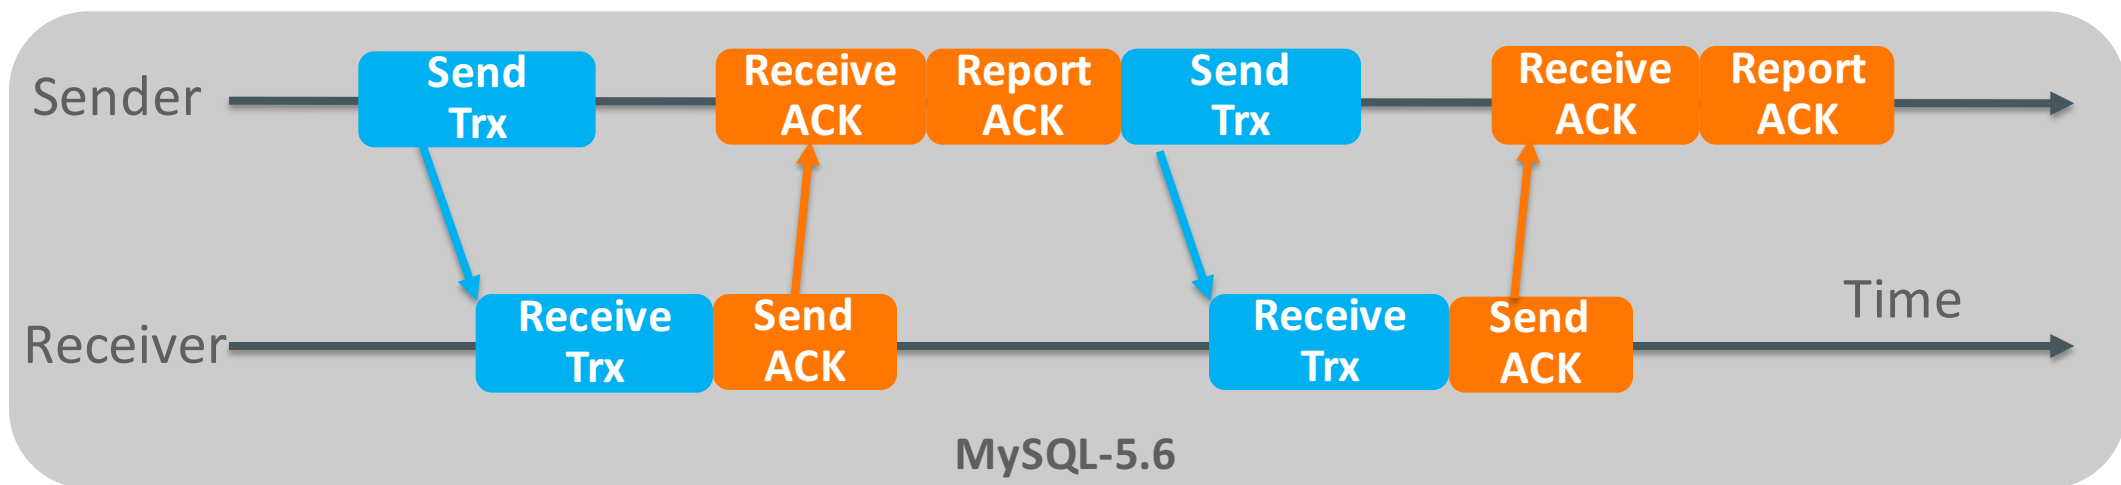 Sender
Send
Trx
Receive
ACK
Report
ACK
Send
Trx
Receive
ACK
Report
ACK
Receiver
Receive
Trx
Send
ACK
Receive
Trx
Send
ACK
Time
MySQL-5.6